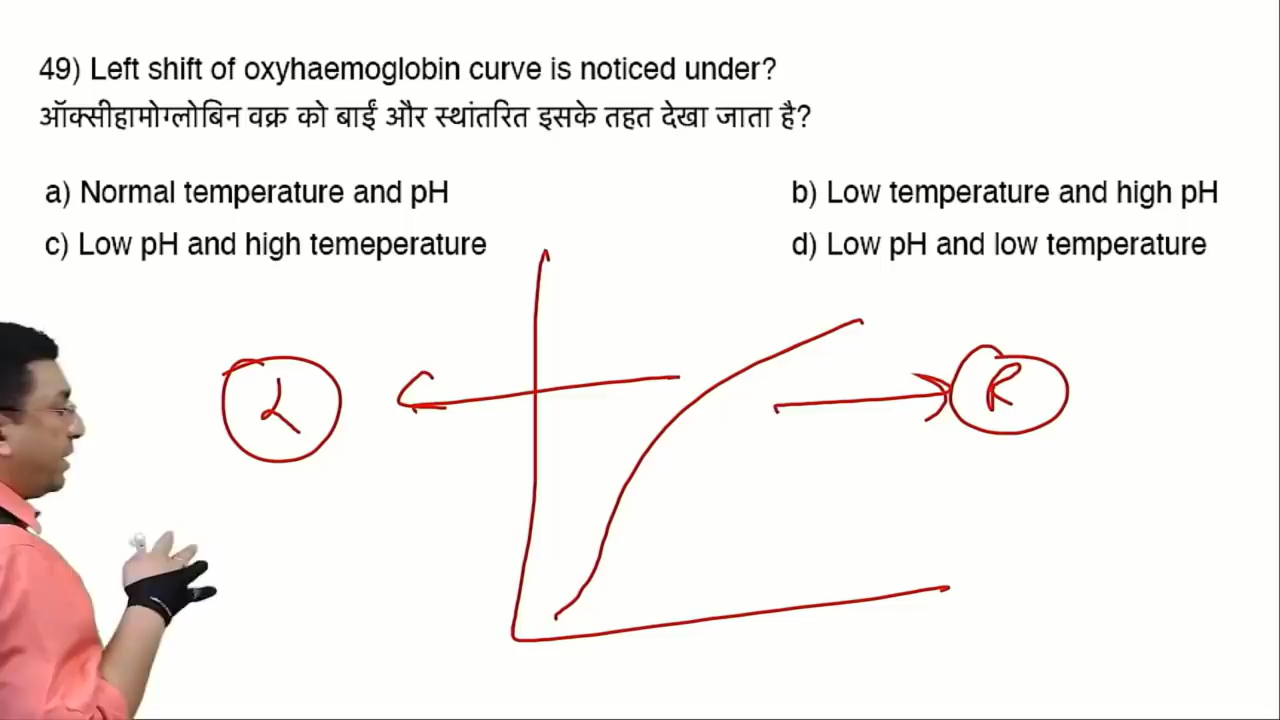 49) Left shift of oxyhaemoglobin curve is noticed under?
ऑक्सीहामोग्लोबिन वक्र को बाईं और स्थांतरित इसके तहत देखा जाता है?
a) Normal temperature and pH
b) Low temperature and high pH
c) Low pH and high temeperature
d) Low pH and low temperature
L
R